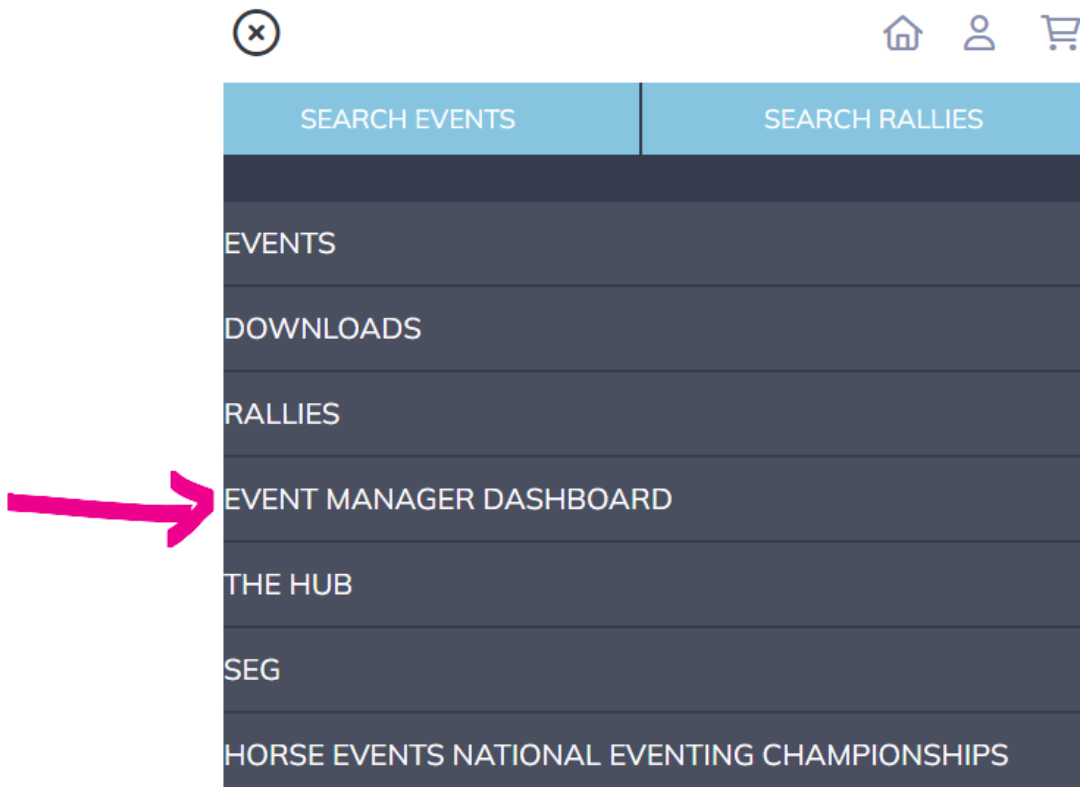 SEARCH EVENTS
SEARCH RALLIES
EVENTS
DOWNLOADS
RALLIES
EVENT MANAGER DASHBOARD
THE HUB
SEG
HORSE EVENTS NATIONAL EVENTING CHAMPIONSHIPS